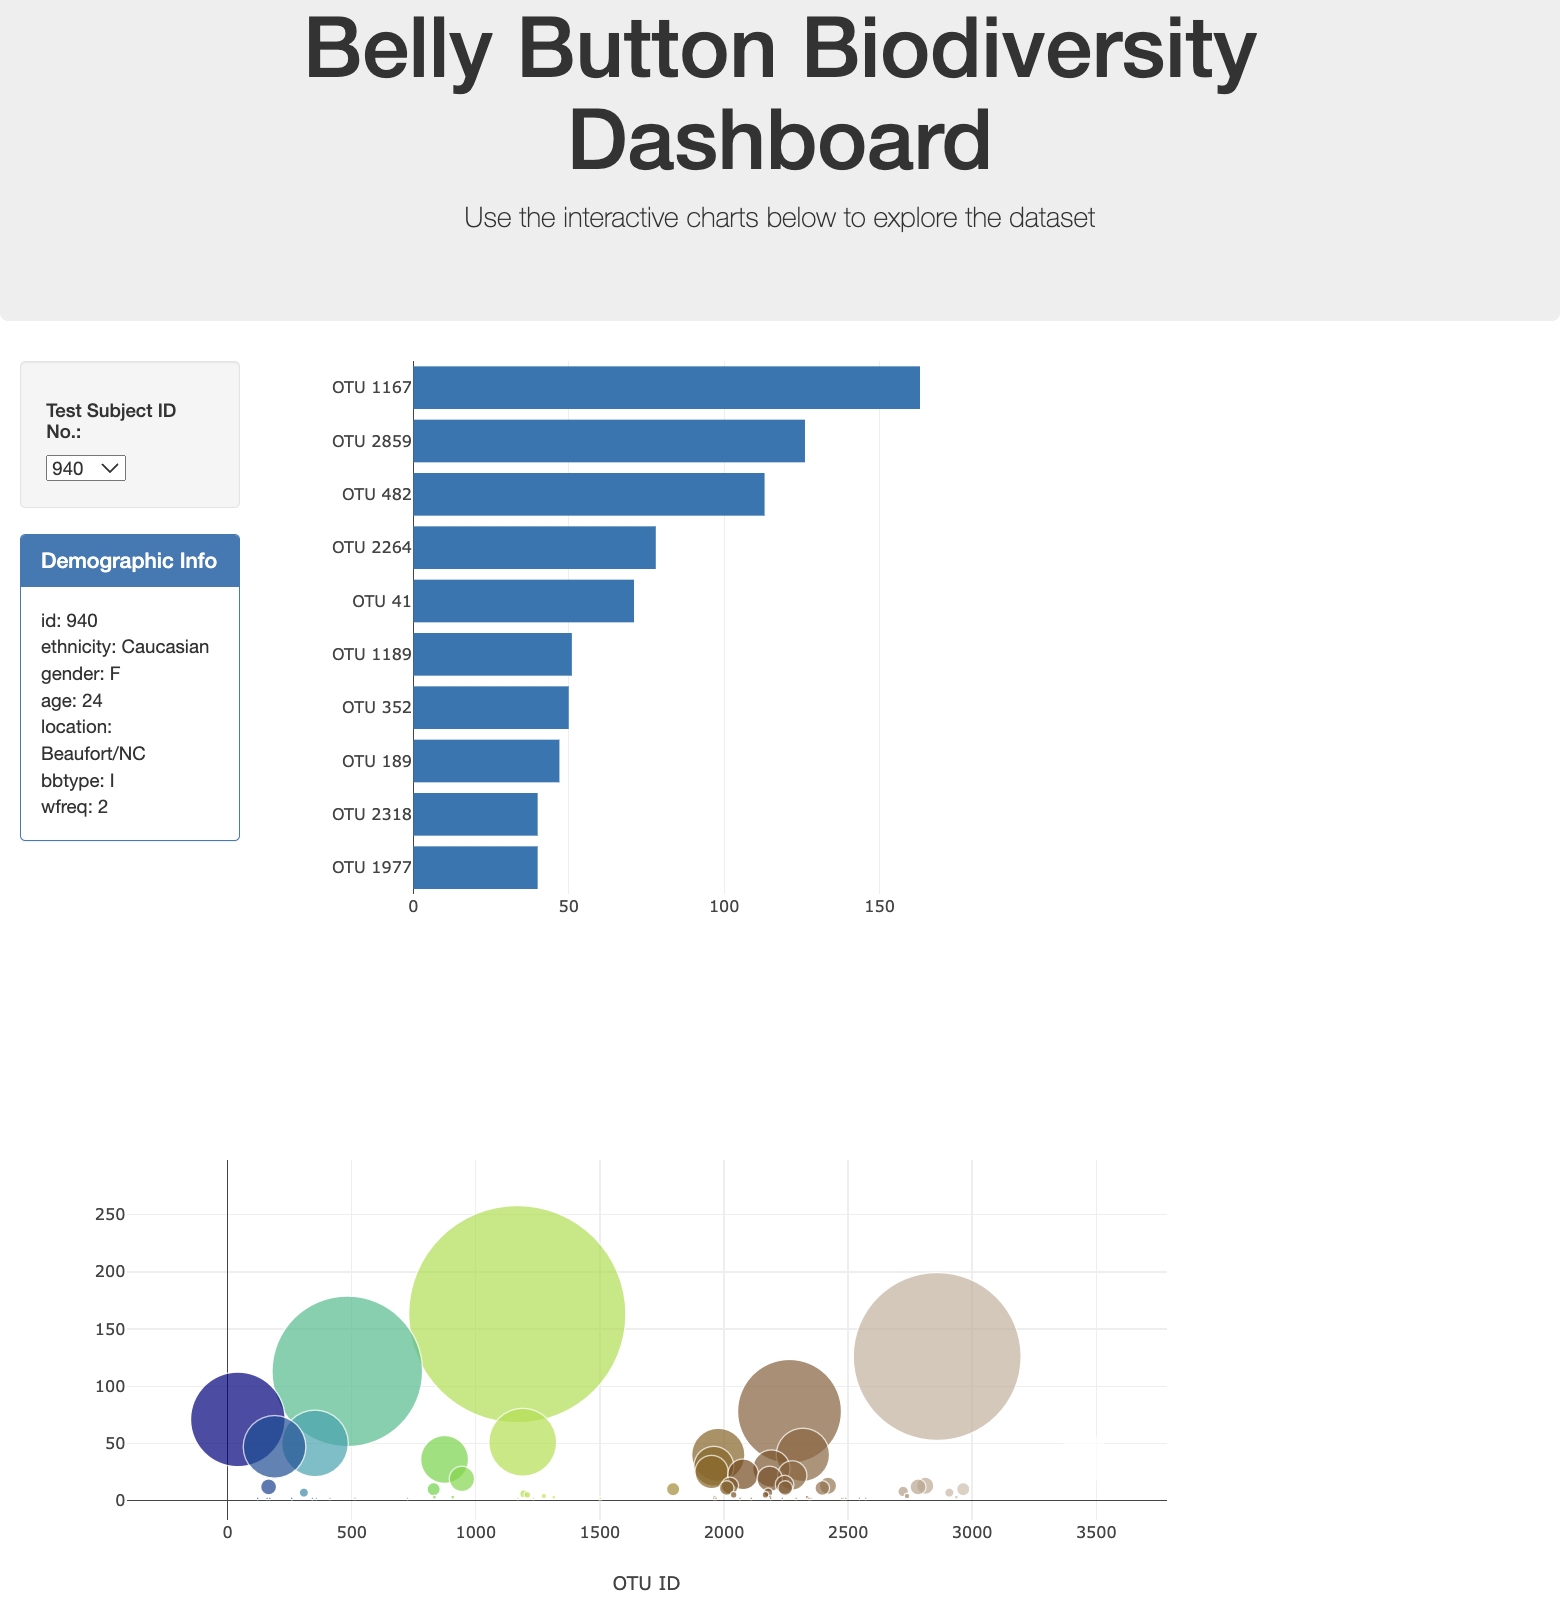 Belly Button Biodiversity
Dashboard
Use the interactive charts below to explore the dataset
Test Subject ID
No.:
940
Demographic Info
id: 940
ethnicity: Caucasian
gender: F
age: 24
location:
Beaufort/NC
bbtype: I
wfreq: 2
OTU 1167
OTU 2859
OTU 482
OTU 2264
OTU 41
OTU 1189
OTU 352
OTU 189
OTU 2318
OTU 1977
0 50 100 150
250
200
150
100
50
0
0 500 1000 1500 2000 2500 3000 3500
OTU ID